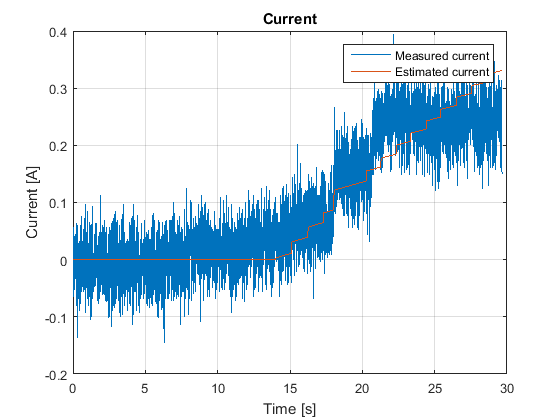 Current
Measured current
Estimated current
Current [A]
0.4
0.3
0.2
0.1
0
-0.1
-0.2
0 5 10 15 20 25 30
Time [s]